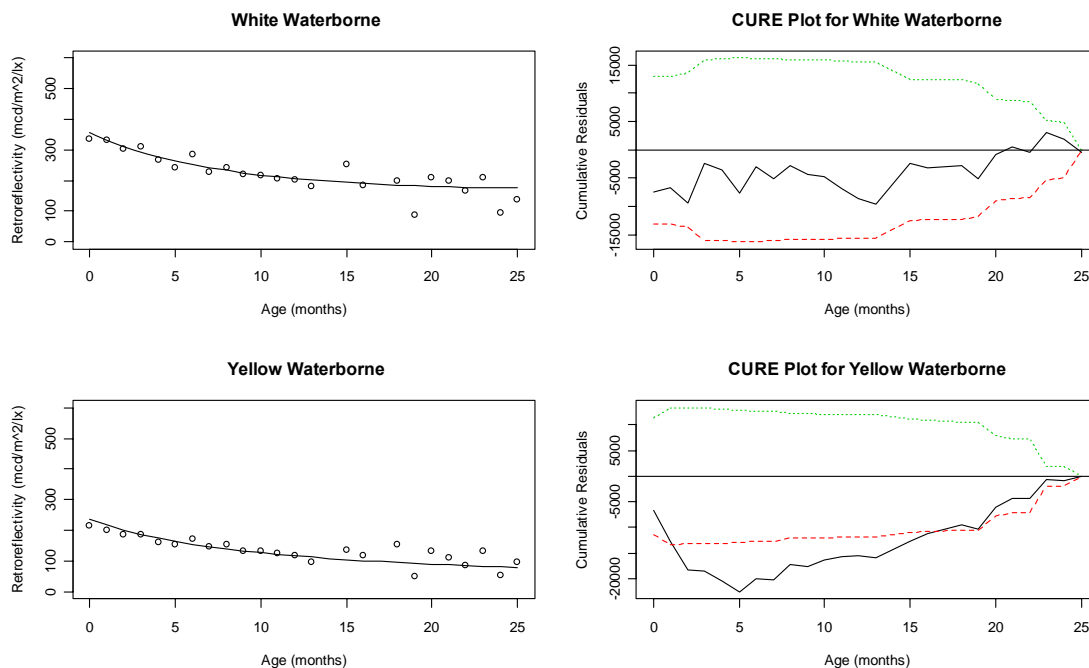 White Waterborne
Retroreflectivity (mcd/m^2/lx)
0 100 300 500
0 5 10 15 20 25
Age (months)
CURE Plot for White Waterborne
Cumulative Residuals
-15000 -5000 5000 15000
0 5 10 15 20 25
Age (months)
Yellow Waterborne
Retroreflectivity (mcd/m^2/lx)
0 100 300 500
0 5 10 15 20 25
Age (months)
CURE Plot for Yellow Waterborne
Cumulative Residuals
-20000 -5000 5000
0 5 10 15 20 25
Age (months)